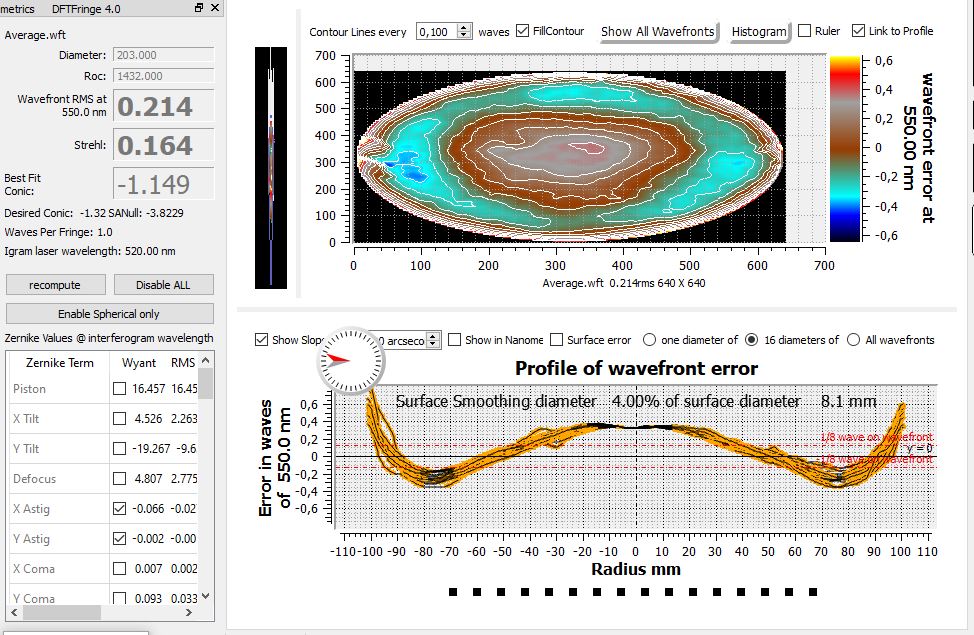 metrics DFTFringe 4.0
Average.wft
Diameter: 203.000
Roc: 1432.000
Wavefront RMS at 550.0 nm 0.214
Strehl: 0.164
Best Fit Conic: -1.149
Desired Conic: -1.32 SANull: -3.8229
Waves Per Fringe: 1.0
Igram laser wavelength: 520.00 nm
recompute Disable ALL
Enable Spherical only
Zernike Values @ interferogram wavelength
Zernike Term Wyant RMS
Piston 16.457 16.45
X Tilt 4.526 2.263
Y Tilt -19.267 -9.6
Defocus 4.807 2.775
X Astig -0.066 -0.02
Y Astig -0.002 -0.00
X Coma 0.007 0.002
Y Coma 0.093 0.033
Contour Lines every 0,100 waves FillContour Show All Wavefronts Histogram Ruler Link to Profile
700
600
500
400
300
200
100
0
0 100 200 300 400 500 600 700
Average.wft 0.214rms 640 X 640
0,6
0,4
0,2
0
-0,2
-0,4
-0,6
wavefront error at
550.00 nm
Show Slop 0 arcseco Show in Nanome Surface error one diameter of 16 diameters of All wavefronts
Profile of wavefront error
Surface Smoothing diameter 4.00% of surface diameter 8.1 mm
Error in waves
of 550.0 nm
0,6
0,4
0,2
0
-0,2
-0,4
-0,6
1/8 wave on wavefront
y = 0
-1/8 wave on wavefront
-110 -100 -90 -80 -70 -60 -50 -40 -30 -20 -10 0 10 20 30 40 50 60 70 80 90 100 110
Radius mm